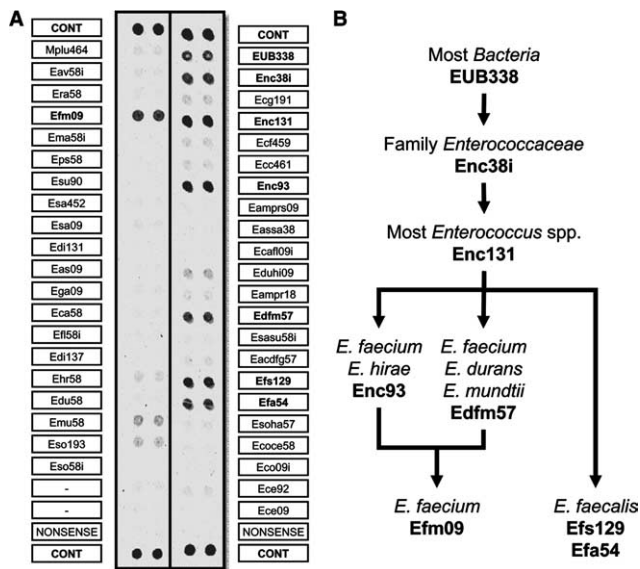 A
CONT
Mplu464
Eav58i
Era58
Efm09
Ema58i
Eps58
Esu90
Esa452
Esa09
Edi131
Eas09
Ega09
Eca58
Efl58i
Edi137
Ehr58
Edu58
Emu58
Eso193
Eso58i
-
-
NONSENSE
CONT
CONT
EUB338
Enc38i
Ecg191
Enc131
Ecf459
Ecc461
Enc93
Eamprs09
Eassa38
Ecafl09i
Eduhi09
Eampr18
Edfm57
Esasu58i
Eacdfg57
Efs129
Efa54
Esoha57
Ecoce58
Eco09i
Ece92
Ece09
NONSENSE
CONT
B
Most Bacteria
EUB338
Family Enterococcaceae
Enc38i
Most Enterococcus spp.
Enc131
E. faecium
E. hirae
Enc93
E. faecium
E. durans
E. mundtii
Edfm57
E. faecium
Efm09
E. faecalis
Efs129
Efa54